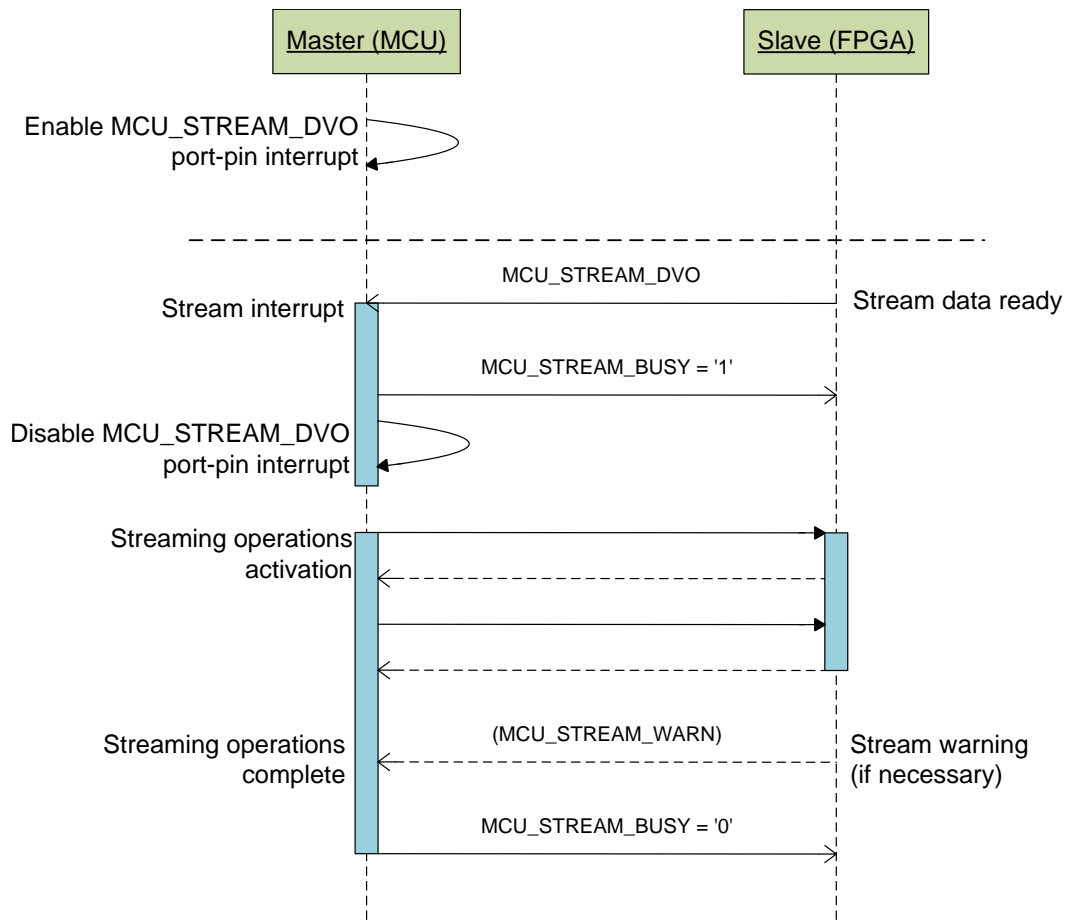 Master (MCU)
Slave (FPGA)
Enable MCU_STREAM_DVO
port-pin interrupt
MCU_STREAM_DVO
Stream interrupt
Stream data ready
MCU_STREAM_BUSY = '1'
Disable MCU_STREAM_DVO
port-pin interrupt
Streaming operations
activation
(MCU_STREAM_WARN)
Streaming operations
complete
Stream warning
(if necessary)
MCU_STREAM_BUSY = '0'